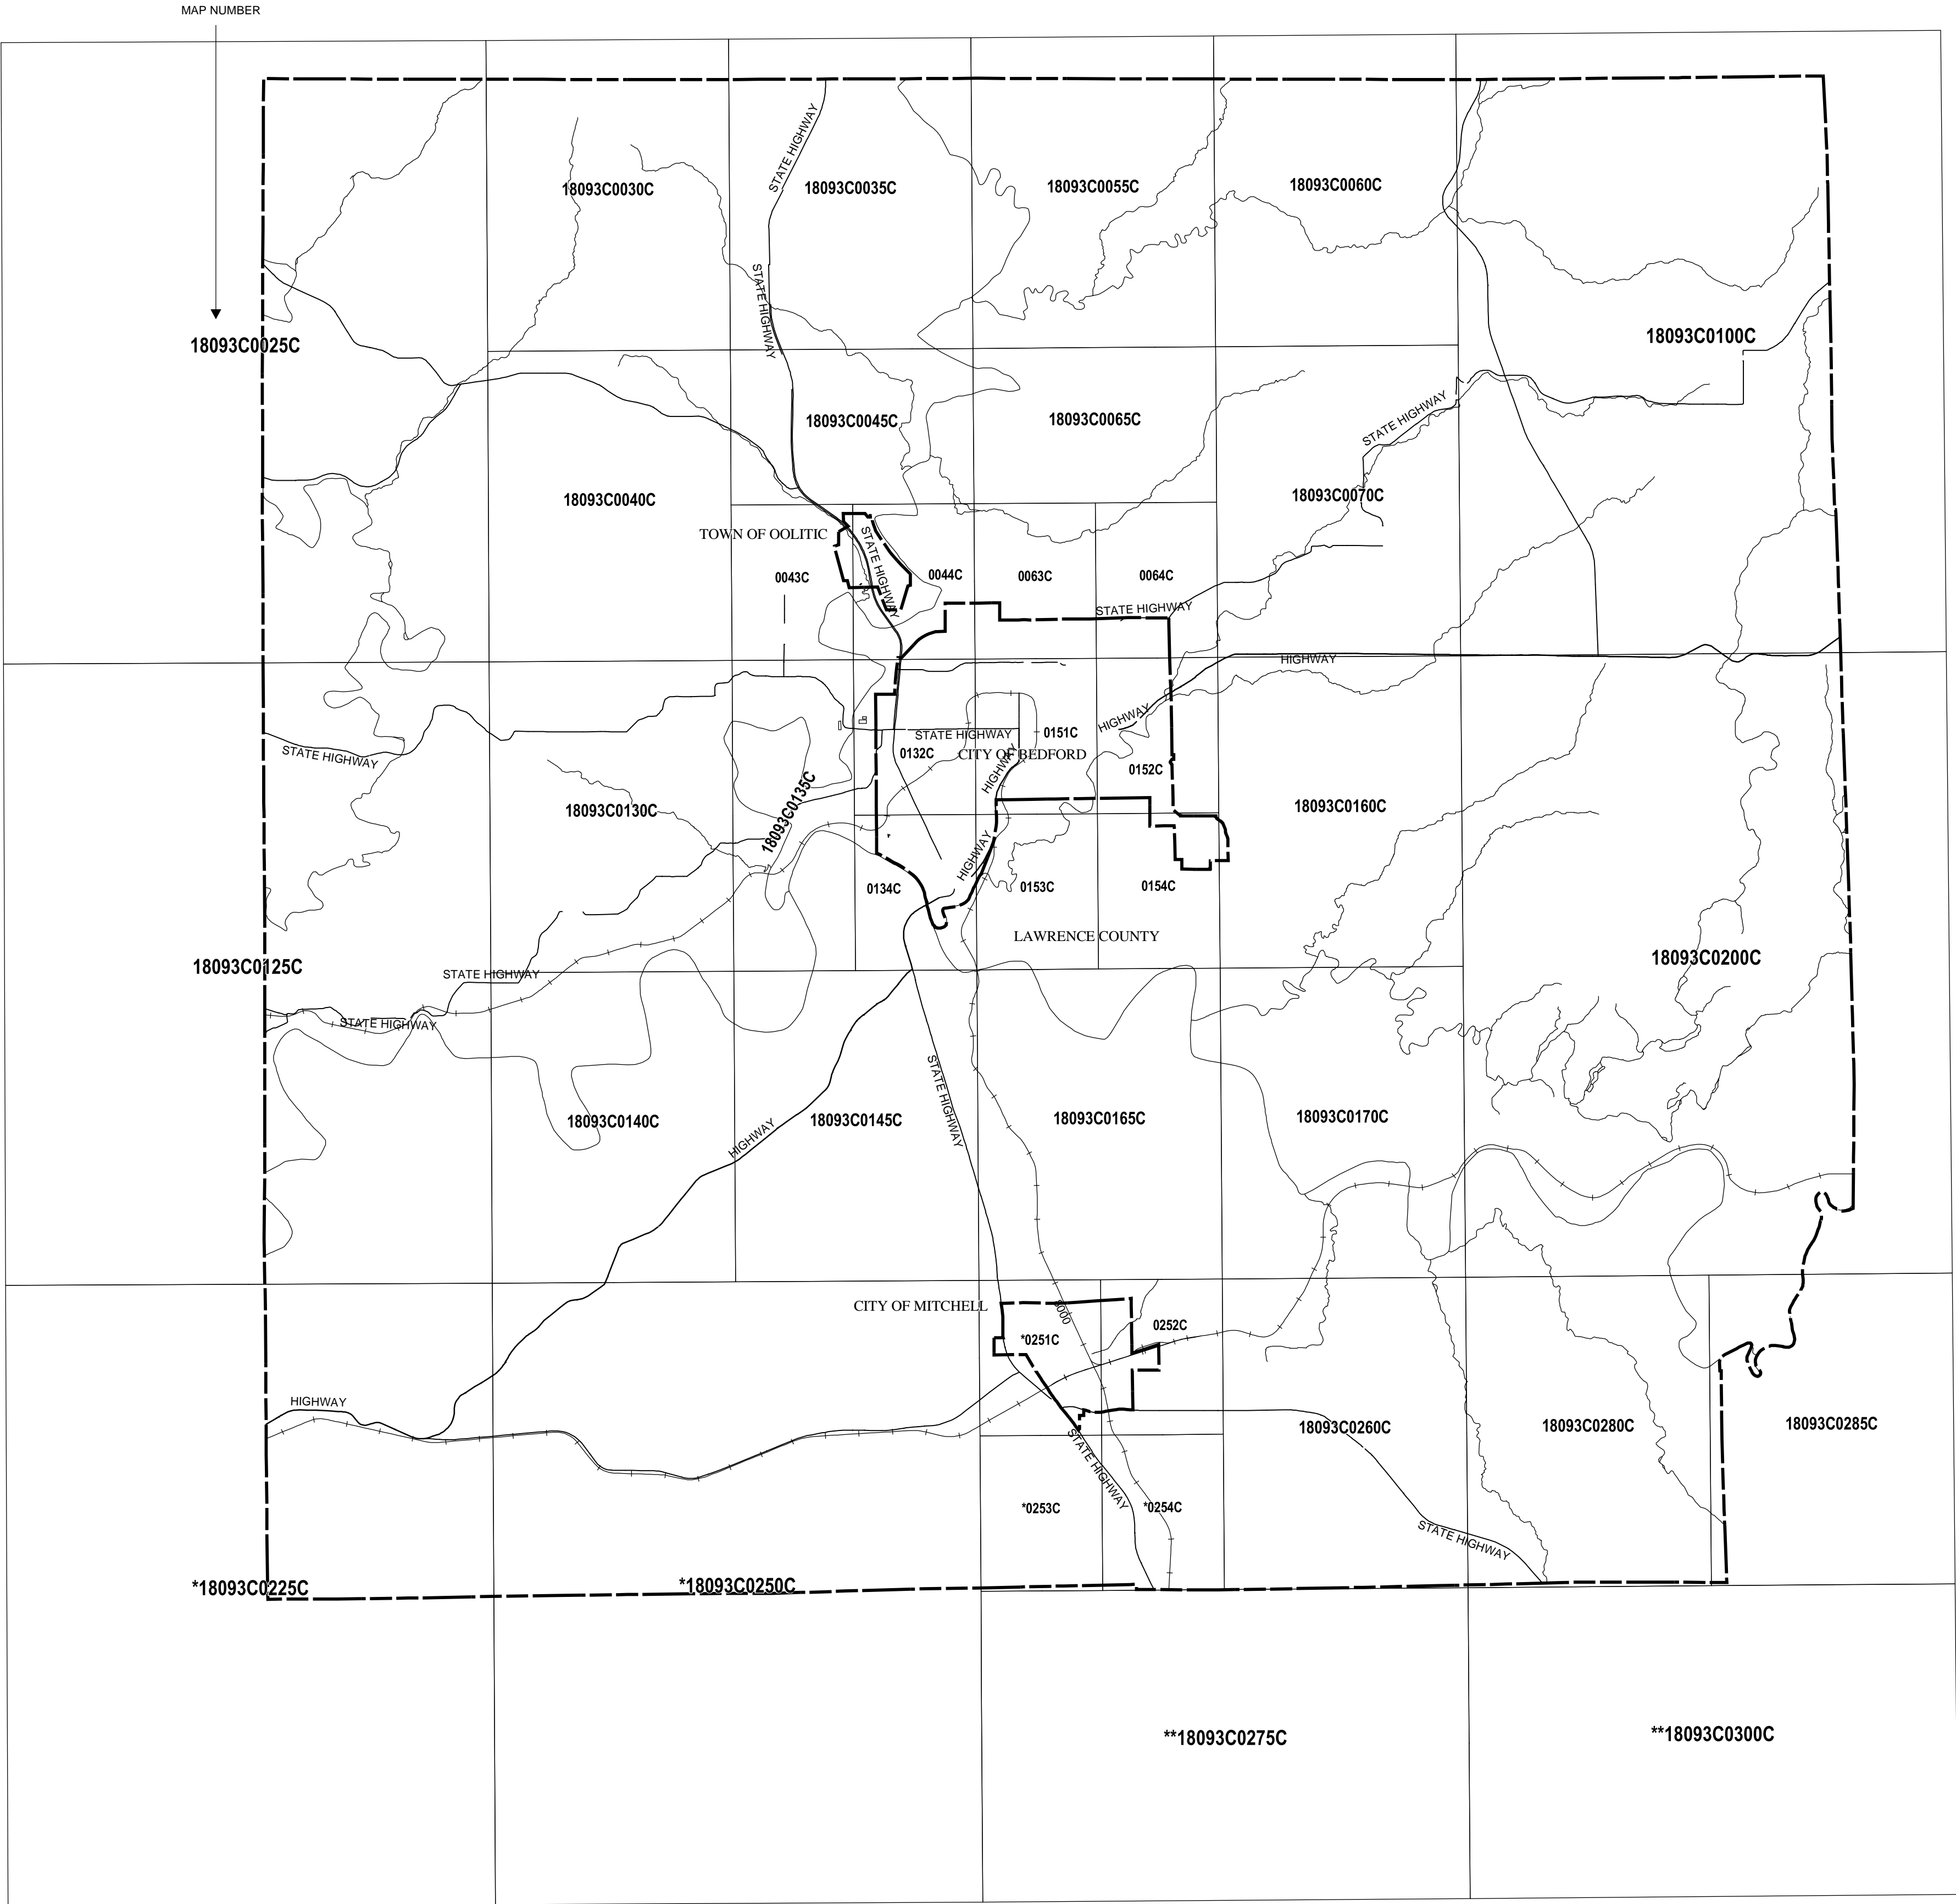 MAP NUMBER
STATE HIGHWAY
18093C0030C
18093C0035C
18093C0055C
18093C0060C
STATE HIGHWAY
18093C0025C
18093C0100C
18093C0045C
18093C0065C
STATE HIGHWAY
18093C0040C
18093C0070C
TOWN OF OOLITIC
STATE HIGHWAY
0043C
0044C
0063C
0064C
STATE HIGHWAY
HIGHWAY
STATE HIGHWAY
HIGHWAY
STATE HIGHWAY
0151C
0132C
CITY OF BEDFORD
HIGHWAY
0152C
18093C0130C
18093C0135C
18093C0160C
HIGHWAY
0134C
0153C
0154C
LAWRENCE COUNTY
18093C0125C
STATE HIGHWAY
18093C0200C
STATE HIGHWAY
STATE HIGHWAY
18093C0140C
18093C0145C
18093C0165C
18093C0170C
HIGHWAY
CITY OF MITCHELL
*0251C
0252C
HIGHWAY
18093C0260C
18093C0280C
18093C0285C
STATE HIGHWAY
*0253C
*0254C
STATE HIGHWAY
*18093C0225C
*18093C0250C
**18093C0275C
**18093C0300C